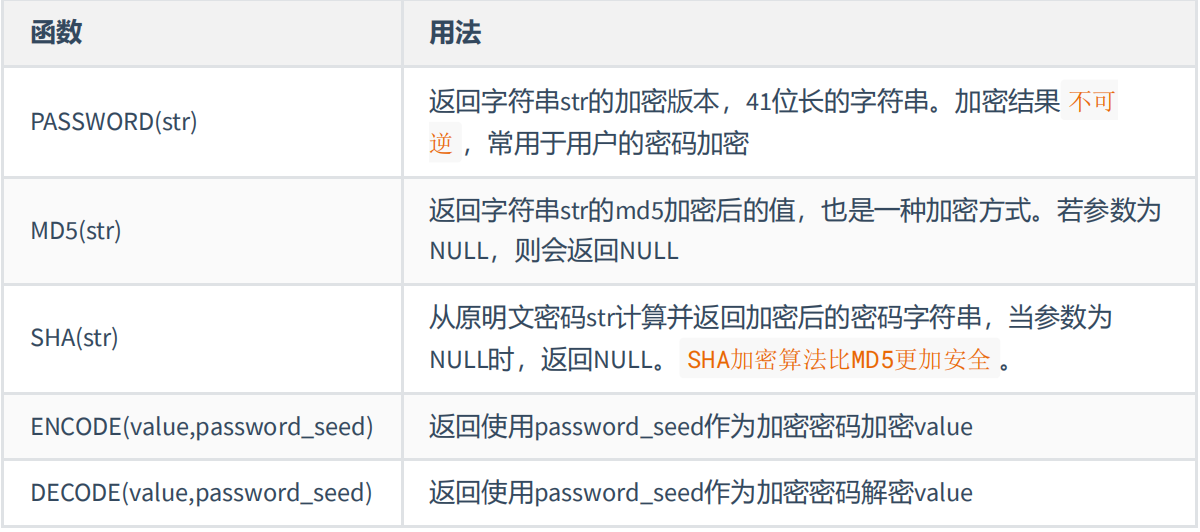 函数 用法
PASSWORD(str) 返回字符串str的加密版本，41位长的字符串。加密结果 不可
逆 ，常用于用户的密码加密
MD5(str) 返回字符串str的md5加密后的值，也是一种加密方式。若参数为
NULL，则会返回NULL
SHA(str) 从原明文密码str计算并返回加密后的密码字符串，当参数为
NULL时，返回NULL。 SHA加密算法比MD5更加安全 。
ENCODE(value,password_seed) 返回使用password_seed作为加密密码加密value
DECODE(value,password_seed) 返回使用password_seed作为加密密码解密value